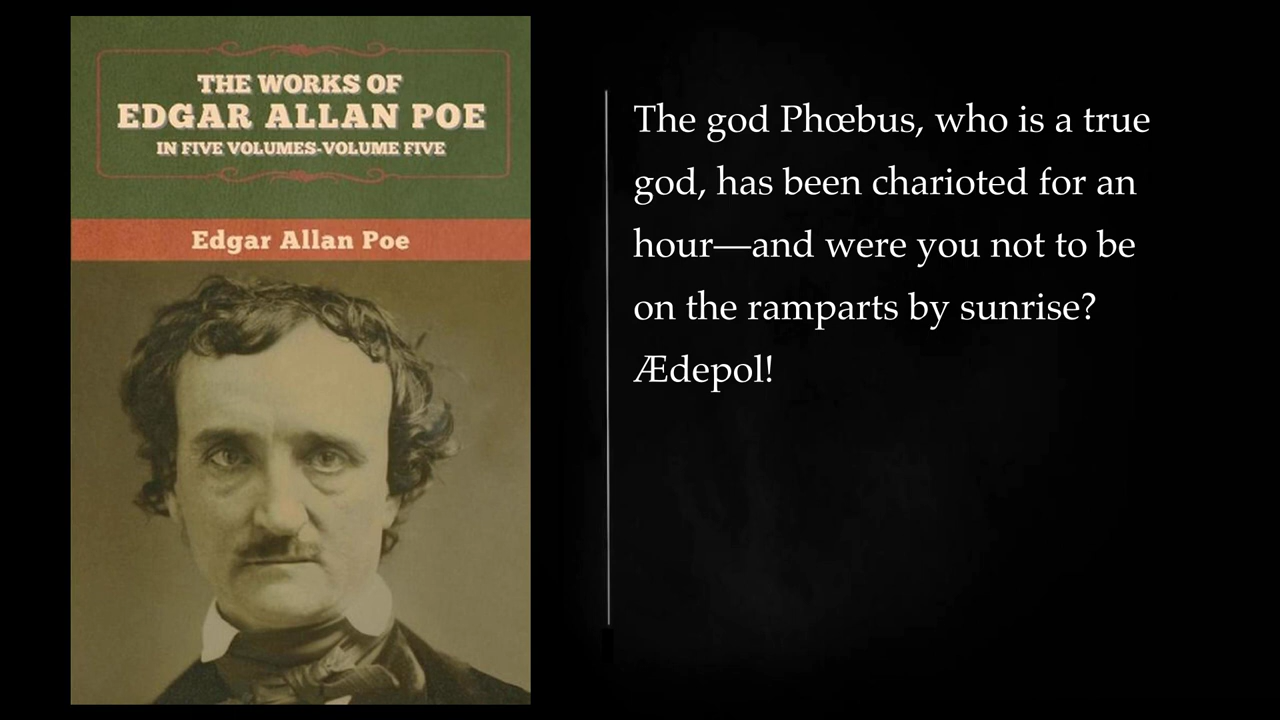 THE WORKS OF
EDGAR ALLAN POE
IN FIVE VOLUMES-VOLUME FIVE
Edgar Allan Poe
The god Phœbus, who is a true
god, has been charioted for an
hour—and were you not to be
on the ramparts by sunrise?
Ædepol!